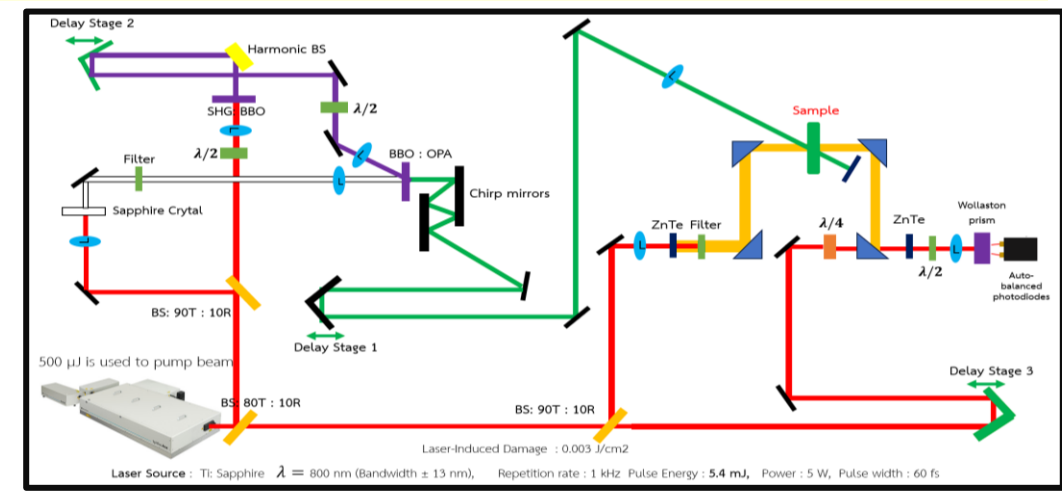 Delay Stage 2
Harmonic BS
SHG: BBO
λ/2
λ/2
L
L
BBO : OPA
Filter
L
Chirp mirrors
Sapphire Crytal
L
BS: 90T : 10R
Delay Stage 1
500 μJ is used to pump beam
BS: 80T : 10R
L
Sample
ZnTe Filter
L
λ/4
ZnTe
λ/2
L
Wollaston
prism
Auto-
balanced
photodiodes
Delay Stage 3
BS: 90T : 10R
Laser-Induced Damage : 0.003 J/cm2
Laser Source : Ti: Sapphire λ = 800 nm (Bandwidth ± 13 nm), Repetition rate : 1 kHz Pulse Energy : 5.4 mJ, Power : 5 W, Pulse width : 60 fs